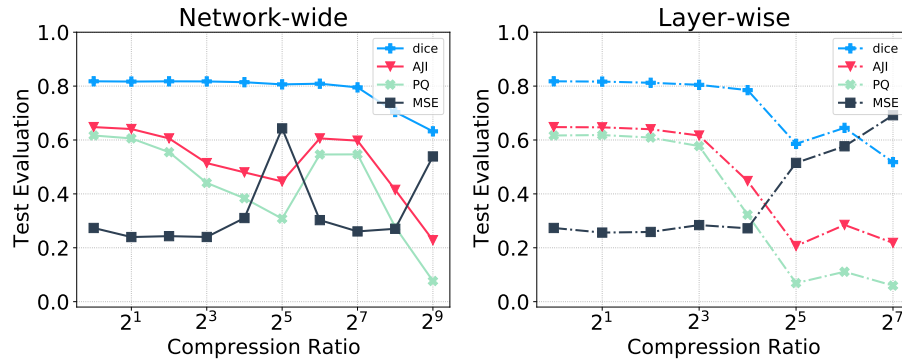 Network-wide
Test Evaluation
1.0
0.8
0.6
0.4
0.2
0.0
dice
AJI
PQ
MSE
2^1 2^3 2^5 2^7 2^9
Compression Ratio
Layer-wise
Test Evaluation
1.0
0.8
0.6
0.4
0.2
0.0
dice
AJI
PQ
MSE
2^1 2^3 2^5 2^7
Compression Ratio